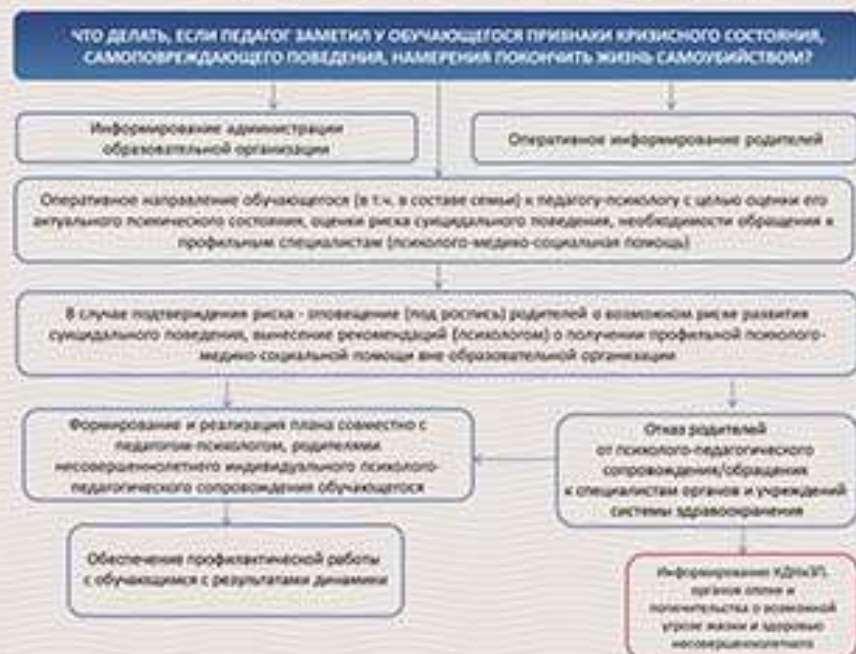 ЧТО ДЕЛАТЬ, ЕСЛИ ПЕДАГОГ ЗАМЕТИЛ У ОБУЧАЮЩЕГОСЯ ПРИЗНАКИ КРИЗИСНОГО СОСТОЯНИЯ,
САМОПОВРЕЖДАЮЩЕГО ПОВЕДЕНИЯ, НАМЕРЕНИЯ ПОКОНЧИТЬ ЖИЗНЬ САМОУБИЙСТВОМ?
Информирование администрации
образовательной организации
Оперативное информирование родителей
Оперативное направление обучающегося (в т.ч. в составе семьи) к педагогу-психологу с целью оценки его
актуального психического состояния, оценки риска суицидального поведения, необходимости обращения к
профильным специалистам (психолого-медико-социальная помощь)
В случае подтверждения риска - оповещение (под роспись) родителей о возможном риске развития
суицидального поведения, вынесение рекомендаций (психологом) о получении профильной психолого-
медико-социальной помощи вне образовательной организации
Формирование и реализация плана совместно с
педагогом-психологом, родителями
несовершеннолетнего индивидуального психолого-
педагогического сопровождения обучающегося
Отказ родителей
от психолого-педагогического
сопровождения/обращения
к специалистам органов и учреждений
системы здравоохранения
Обеспечение профилактической работы
с обучающимся с результатами динамики
Информирование КДНиЗП,
органов опеки и
попечительства о возможной
угрозе жизни и здоровью
несовершеннолетнего